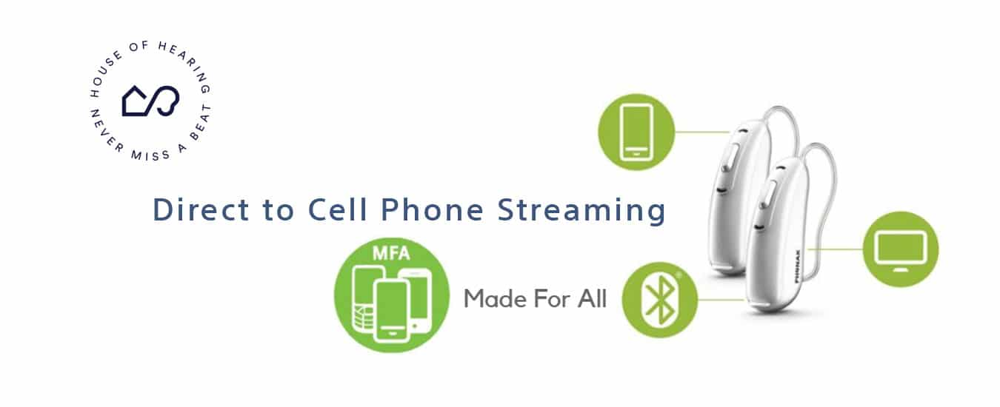 HOUSE OF HEARING
NEVER MISS A BEAT
Direct to Cell Phone Streaming
MFA
Made For All
PHONAK